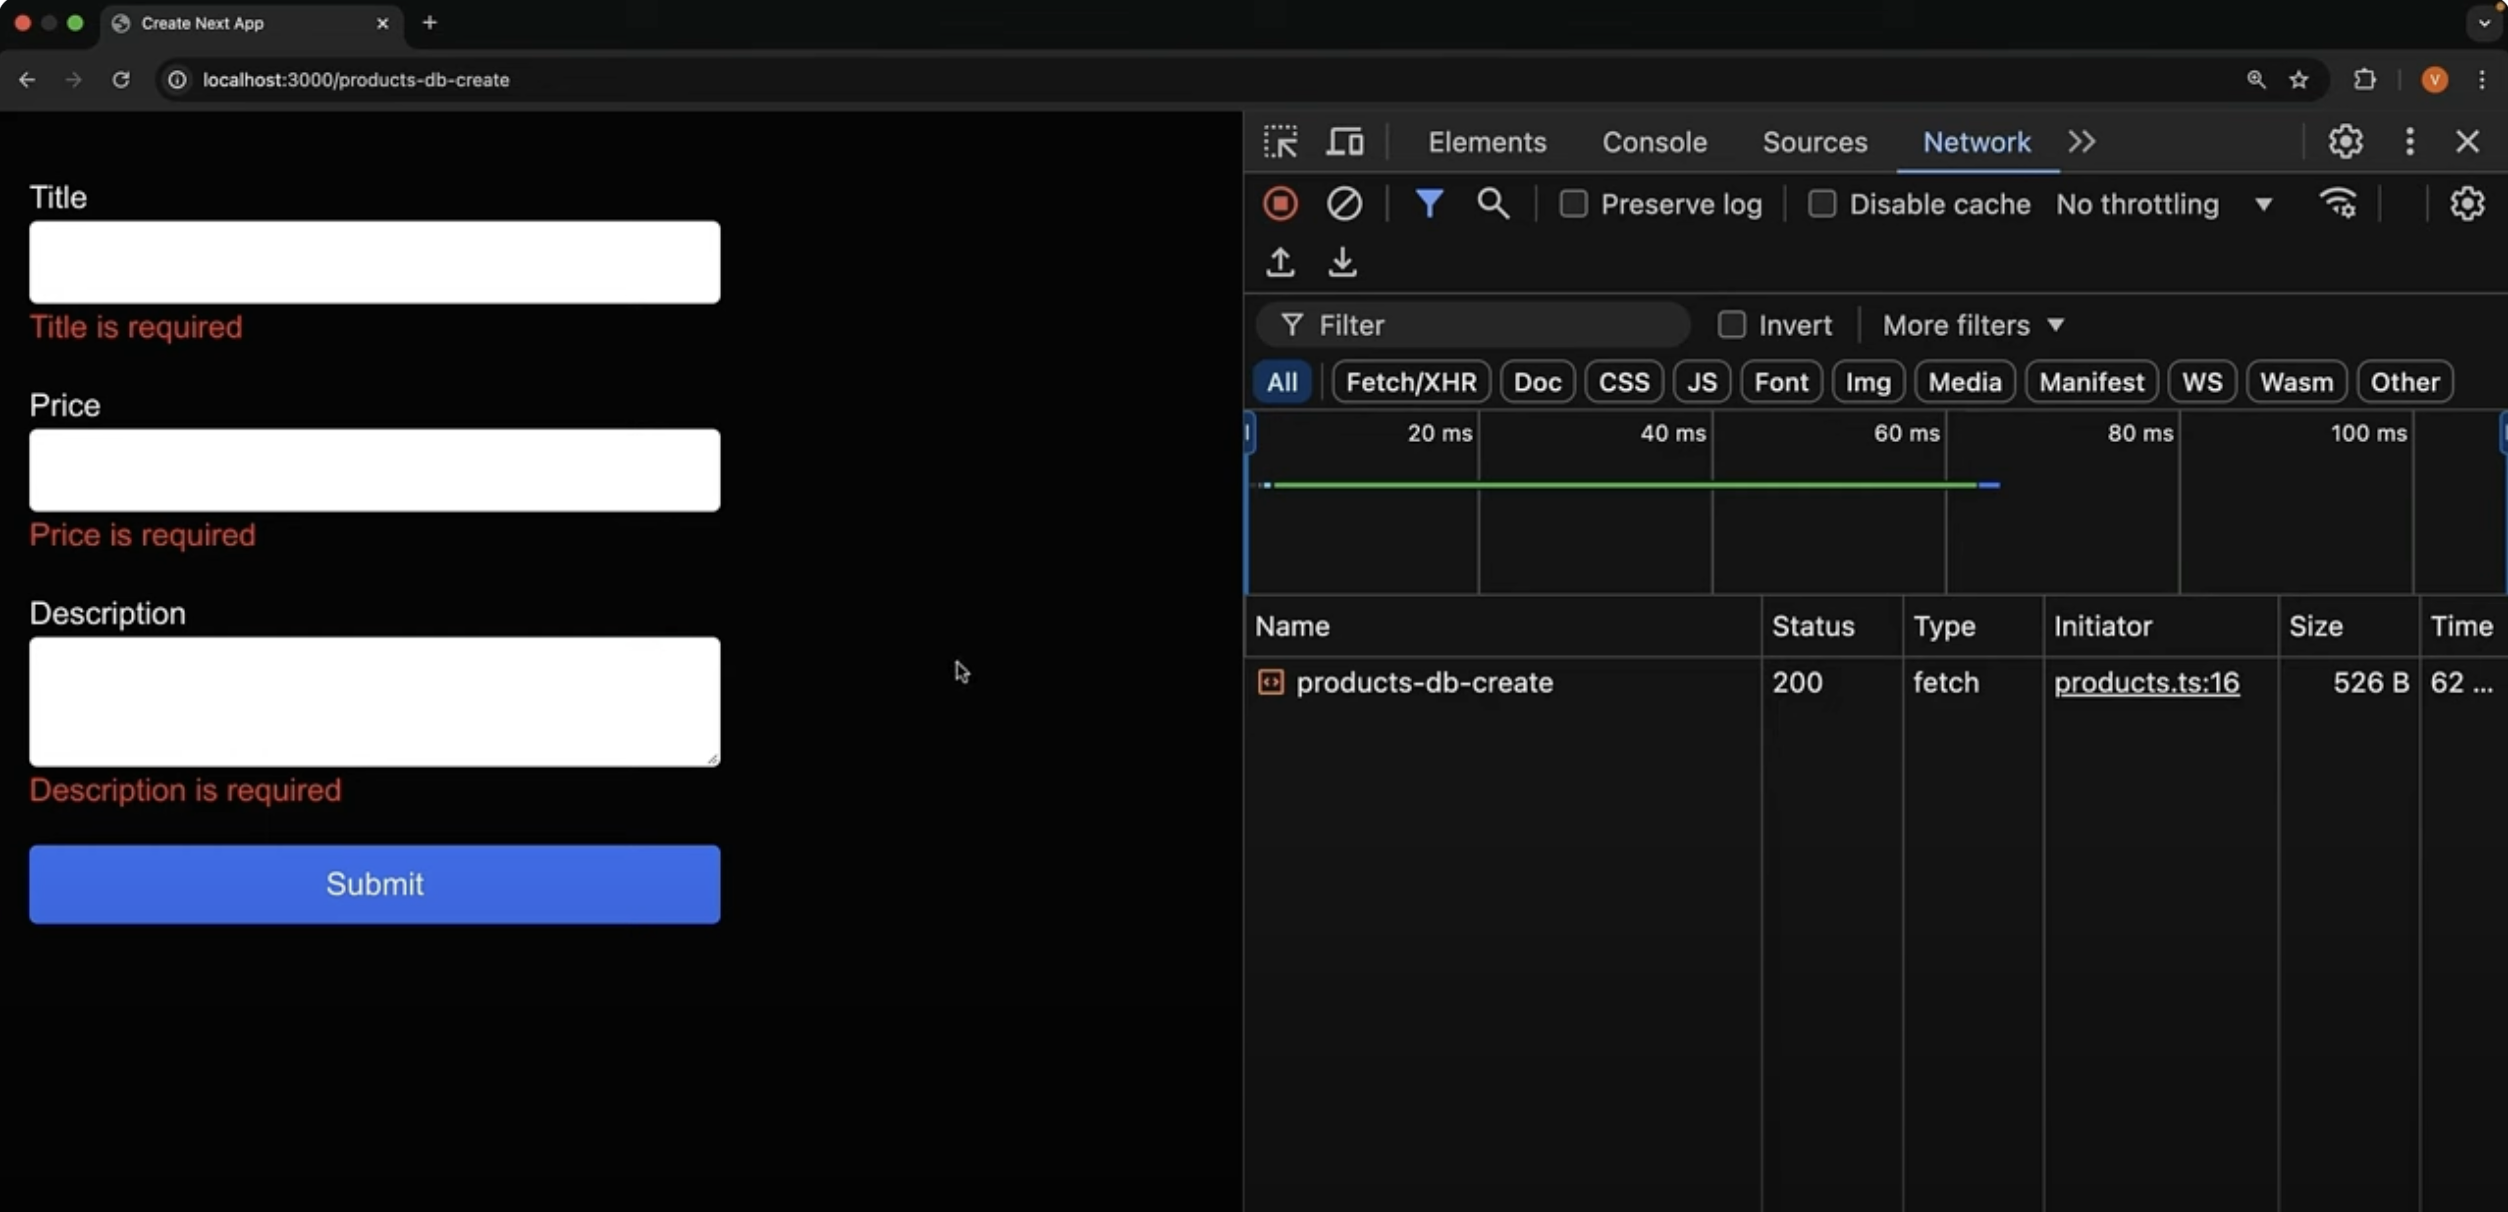 Create Next App
localhost:3000/products-db-create
V
Title
Title is required
Price
Price is required
Description
Description is required
Submit
Elements Console Sources Network
Preserve log Disable cache No throttling
Filter Invert More filters
All Fetch/XHR Doc CSS JS Font Img Media Manifest WS Wasm Other
20 ms 40 ms 60 ms 80 ms 100 ms
Name Status Type Initiator Size Time
products-db-create 200 fetch products.ts:16 526 B 62 ...